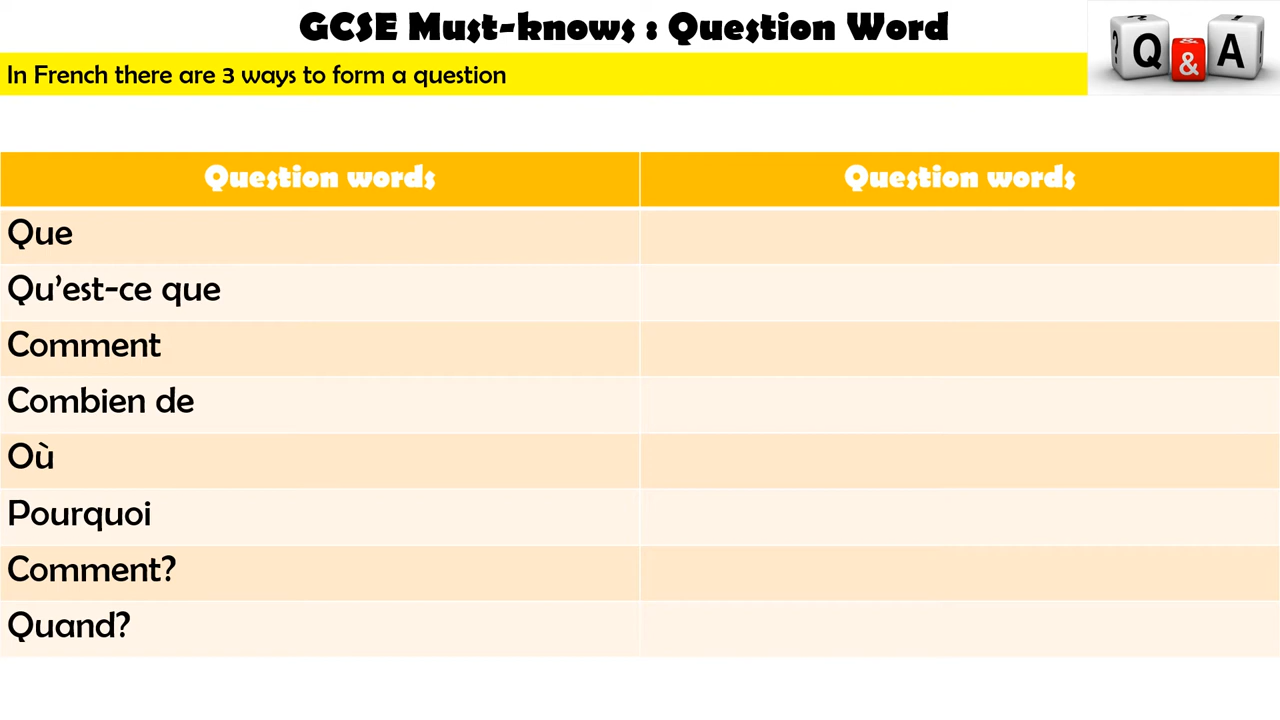 GCSE Must-knows : Question Word
In French there are 3 ways to form a question
? Q & A
Question words
Question words
Que
Qu’est-ce que
Comment
Combien de
Où
Pourquoi
Comment?
Quand?